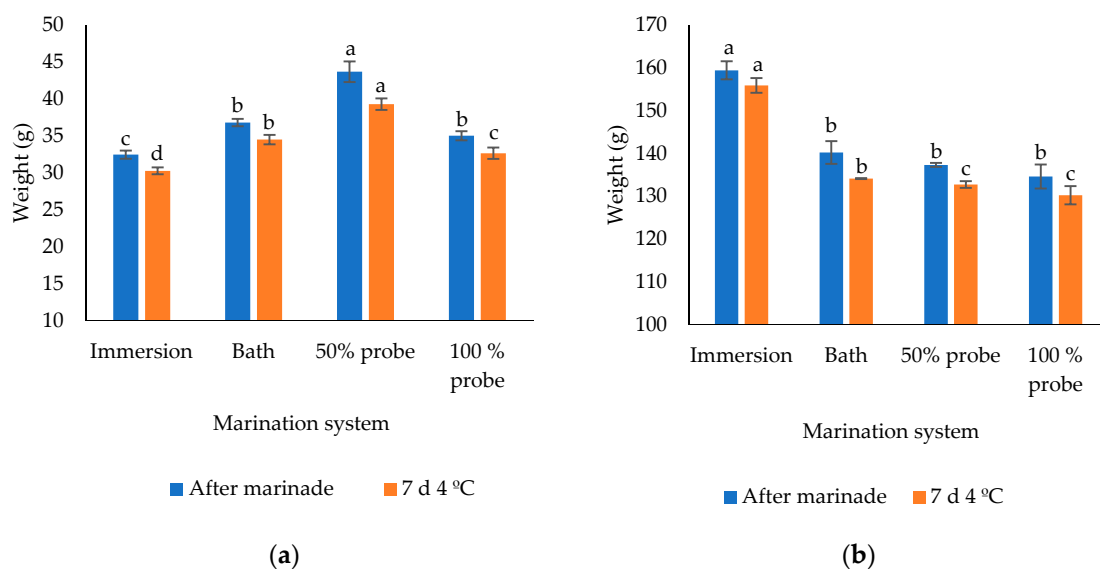 50
45
40
35
30
25
20
15
10
Weight (g)
c d b b a a b c
Immersion Bath 50% probe 100 %
probe
Marination system
After marinade 7 d 4 ºC
(a)
170
160
150
140
130
120
110
100
Weight (g)
a a b b b c b c
Immersion Bath 50% probe 100 %
probe
Marination system
After marinade 7 d 4 ºC
(b)